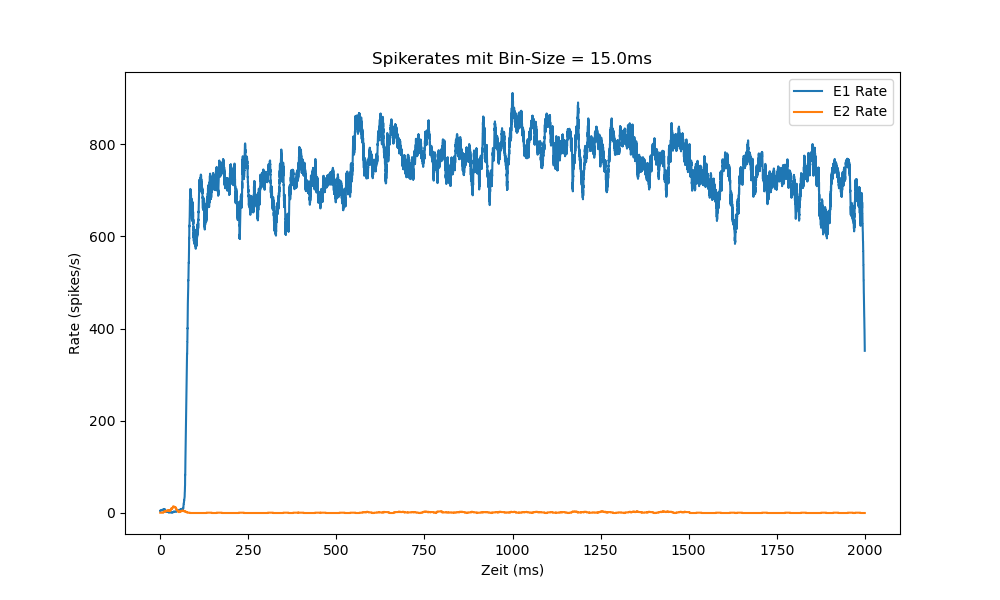 Spikerates mit Bin-Size = 15.0ms
E1 Rate
E2 Rate
Rate (spikes/s)
800
600
400
200
0
0 250 500 750 1000 1250 1500 1750 2000
Zeit (ms)